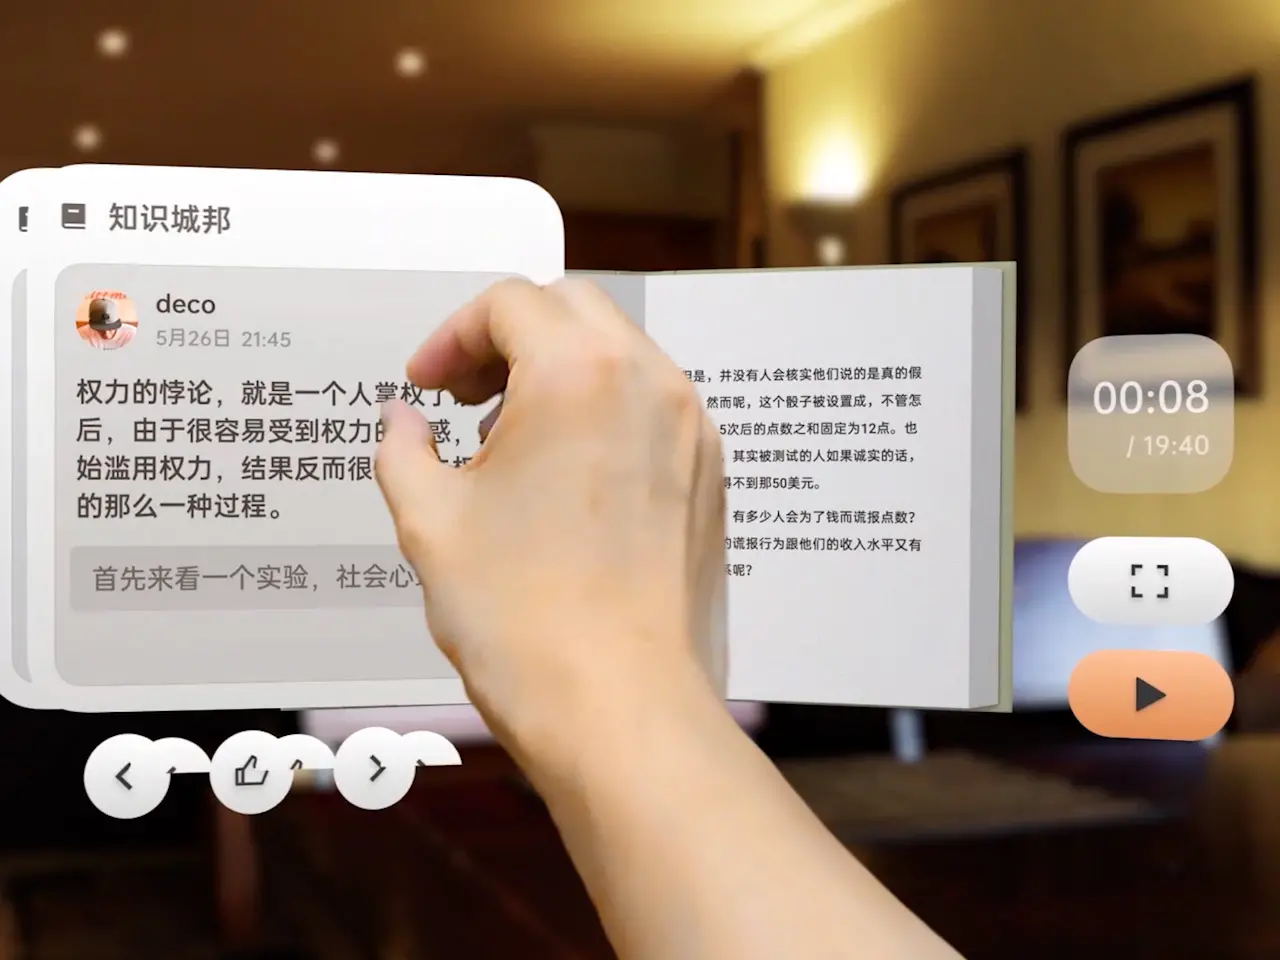 知识城邦
deco
5月26日 21:45
权力的悖论，就是一个人掌权了
后，由于很容易受到权力的 惑，
始滥用权力，结果反而很
的那么一种过程。
首先来看一个实验，社会心
但是，并没有人会核实他们说的是真的假
然而呢，这个骰子被设置成，不管怎
5次后的点数之和固定为12点。也
其实被测试的人如果诚实的话，
得不到那50美元。
有多少人会为了钱而谎报点数？
的谎报行为跟他们的收入水平又有
系呢？
00:08
/ 19:40